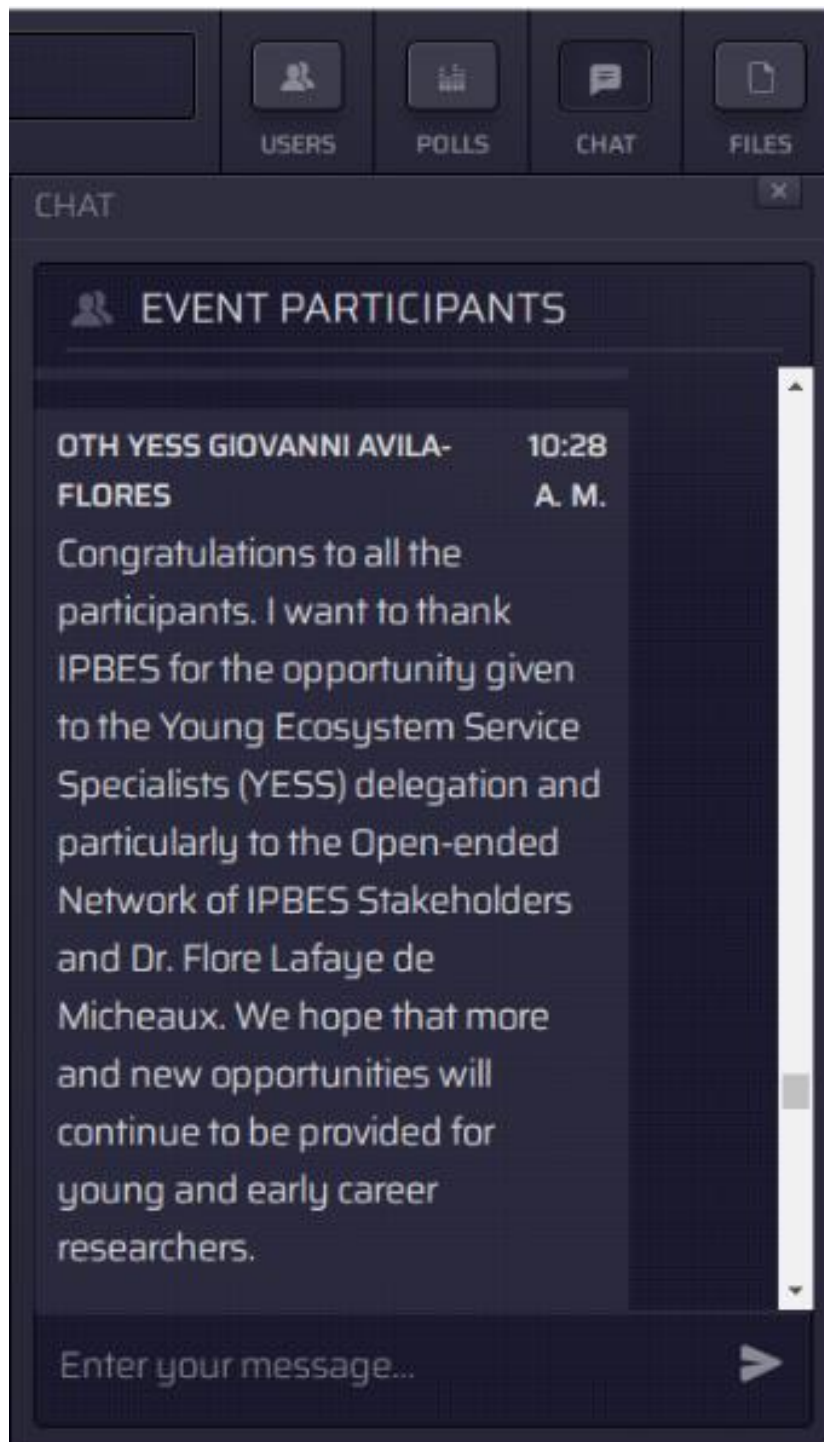 USERS POLLS CHAT FILES
CHAT
EVENT PARTICIPANTS
OTH YESS GIOVANNI AVILA- 10:28
FLORES A. M.
Congratulations to all the
participants. I want to thank
IPBES for the opportunity given
to the Young Ecosystem Service
Specialists (YESS) delegation and
particularly to the Open-ended
Network of IPBES Stakeholders
and Dr. Flore Lafaye de
Micheaux. We hope that more
and new opportunities will
continue to be provided for
young and early career
researchers.
Enter your message...